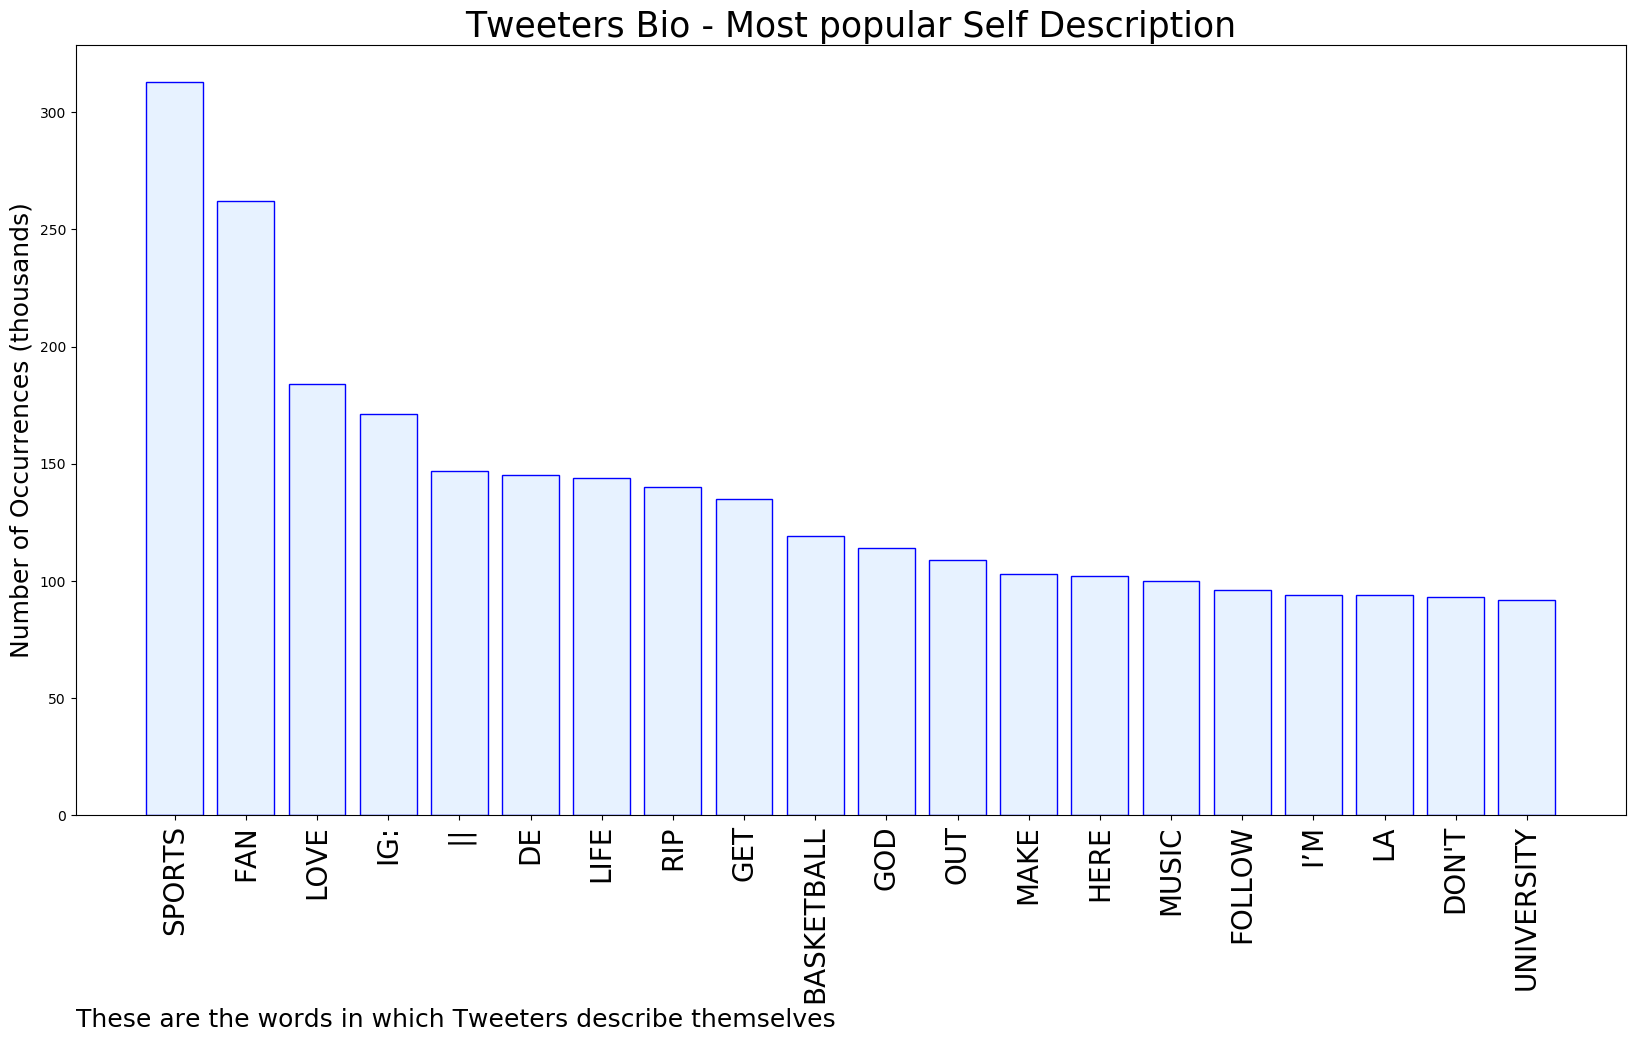 Tweeters Bio - Most popular Self Description
Number of Occurrences (thousands)
300
250
200
150
100
50
0
SPORTS
FAN
LOVE
IG:
||
DE
LIFE
RIP
GET
BASKETBALL
GOD
OUT
MAKE
HERE
MUSIC
FOLLOW
I’M
LA
DON'T
UNIVERSITY
These are the words in which Tweeters describe themselves